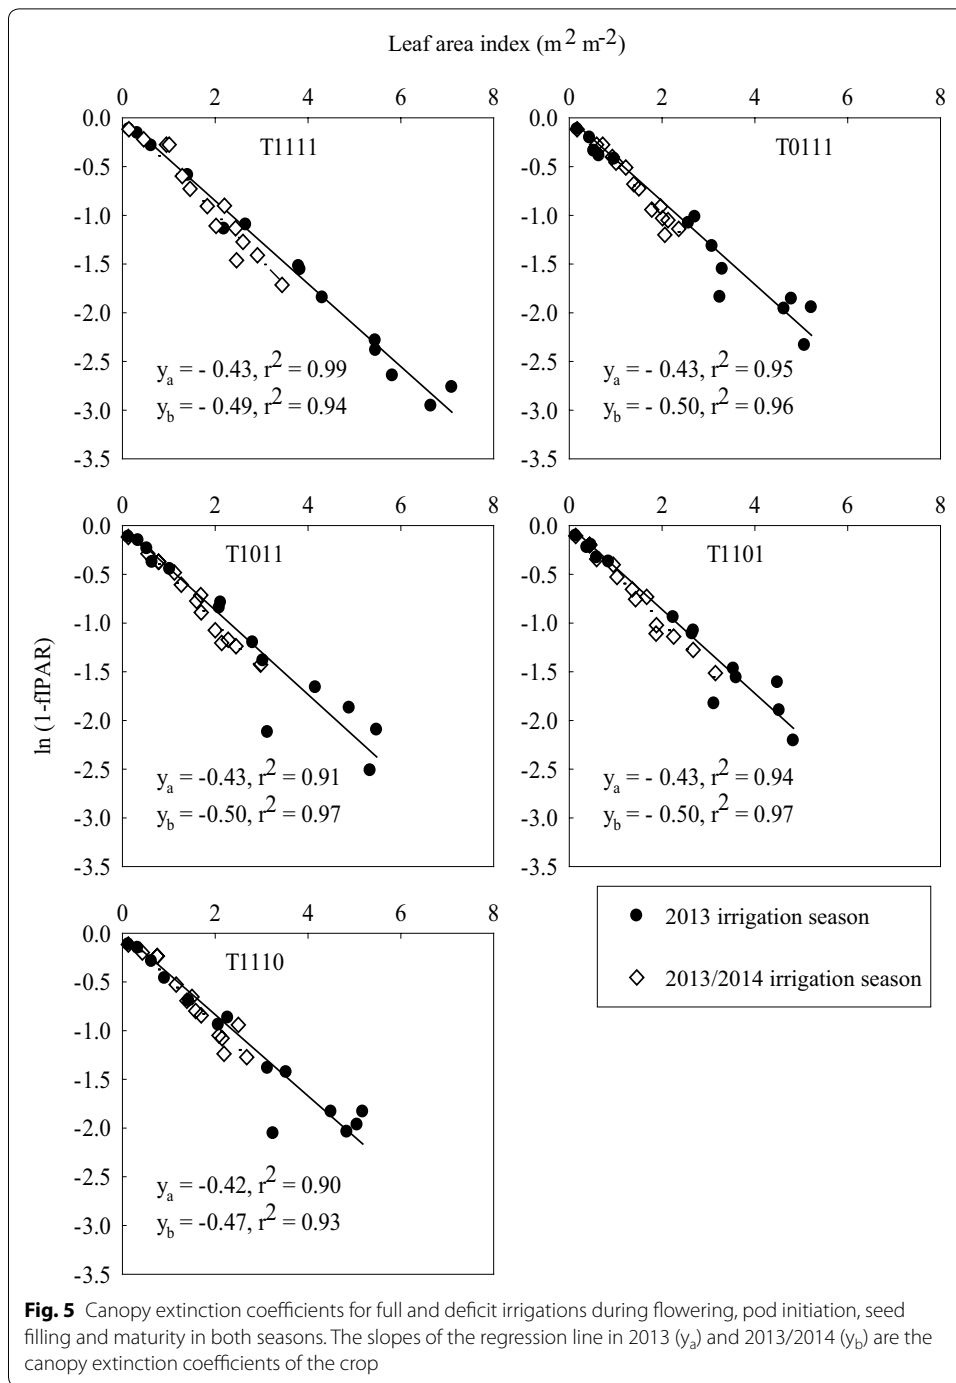 Leaf area index (m2 m-2)
0 2 4 6 8
0 2 4 6 8
0.0
-0.5
-1.0
-1.5
-2.0
-2.5
-3.0
-3.5
T1111
ya = - 0.43, r2 = 0.99
yb = - 0.49, r2 = 0.94
0.0
-0.5
-1.0
-1.5
-2.0
-2.5
-3.0
-3.5
T0111
ya = - 0.43, r2 = 0.95
yb = - 0.50, r2 = 0.96
ln (1-fIPAR)
0 2 4 6 8
0 2 4 6 8
0.0
-0.5
-1.0
-1.5
-2.0
-2.5
-3.0
-3.5
T1011
ya = -0.43, r2 = 0.91
yb = -0.50, r2 = 0.97
0.0
-0.5
-1.0
-1.5
-2.0
-2.5
-3.0
-3.5
T1101
ya = - 0.43, r2 = 0.94
yb = - 0.50, r2 = 0.97
0 2 4 6 8
0.0
-0.5
-1.0
-1.5
-2.0
-2.5
-3.0
-3.5
T1110
ya = -0.42, r2 = 0.90
yb = -0.47, r2 = 0.93
2013 irrigation season
2013/2014 irrigation season
Fig. 5 Canopy extinction coefficients for full and deficit irrigations during flowering, pod initiation, seed
filling and maturity in both seasons. The slopes of the regression line in 2013 (ya) and 2013/2014 (yb) are the
canopy extinction coefficients of the crop